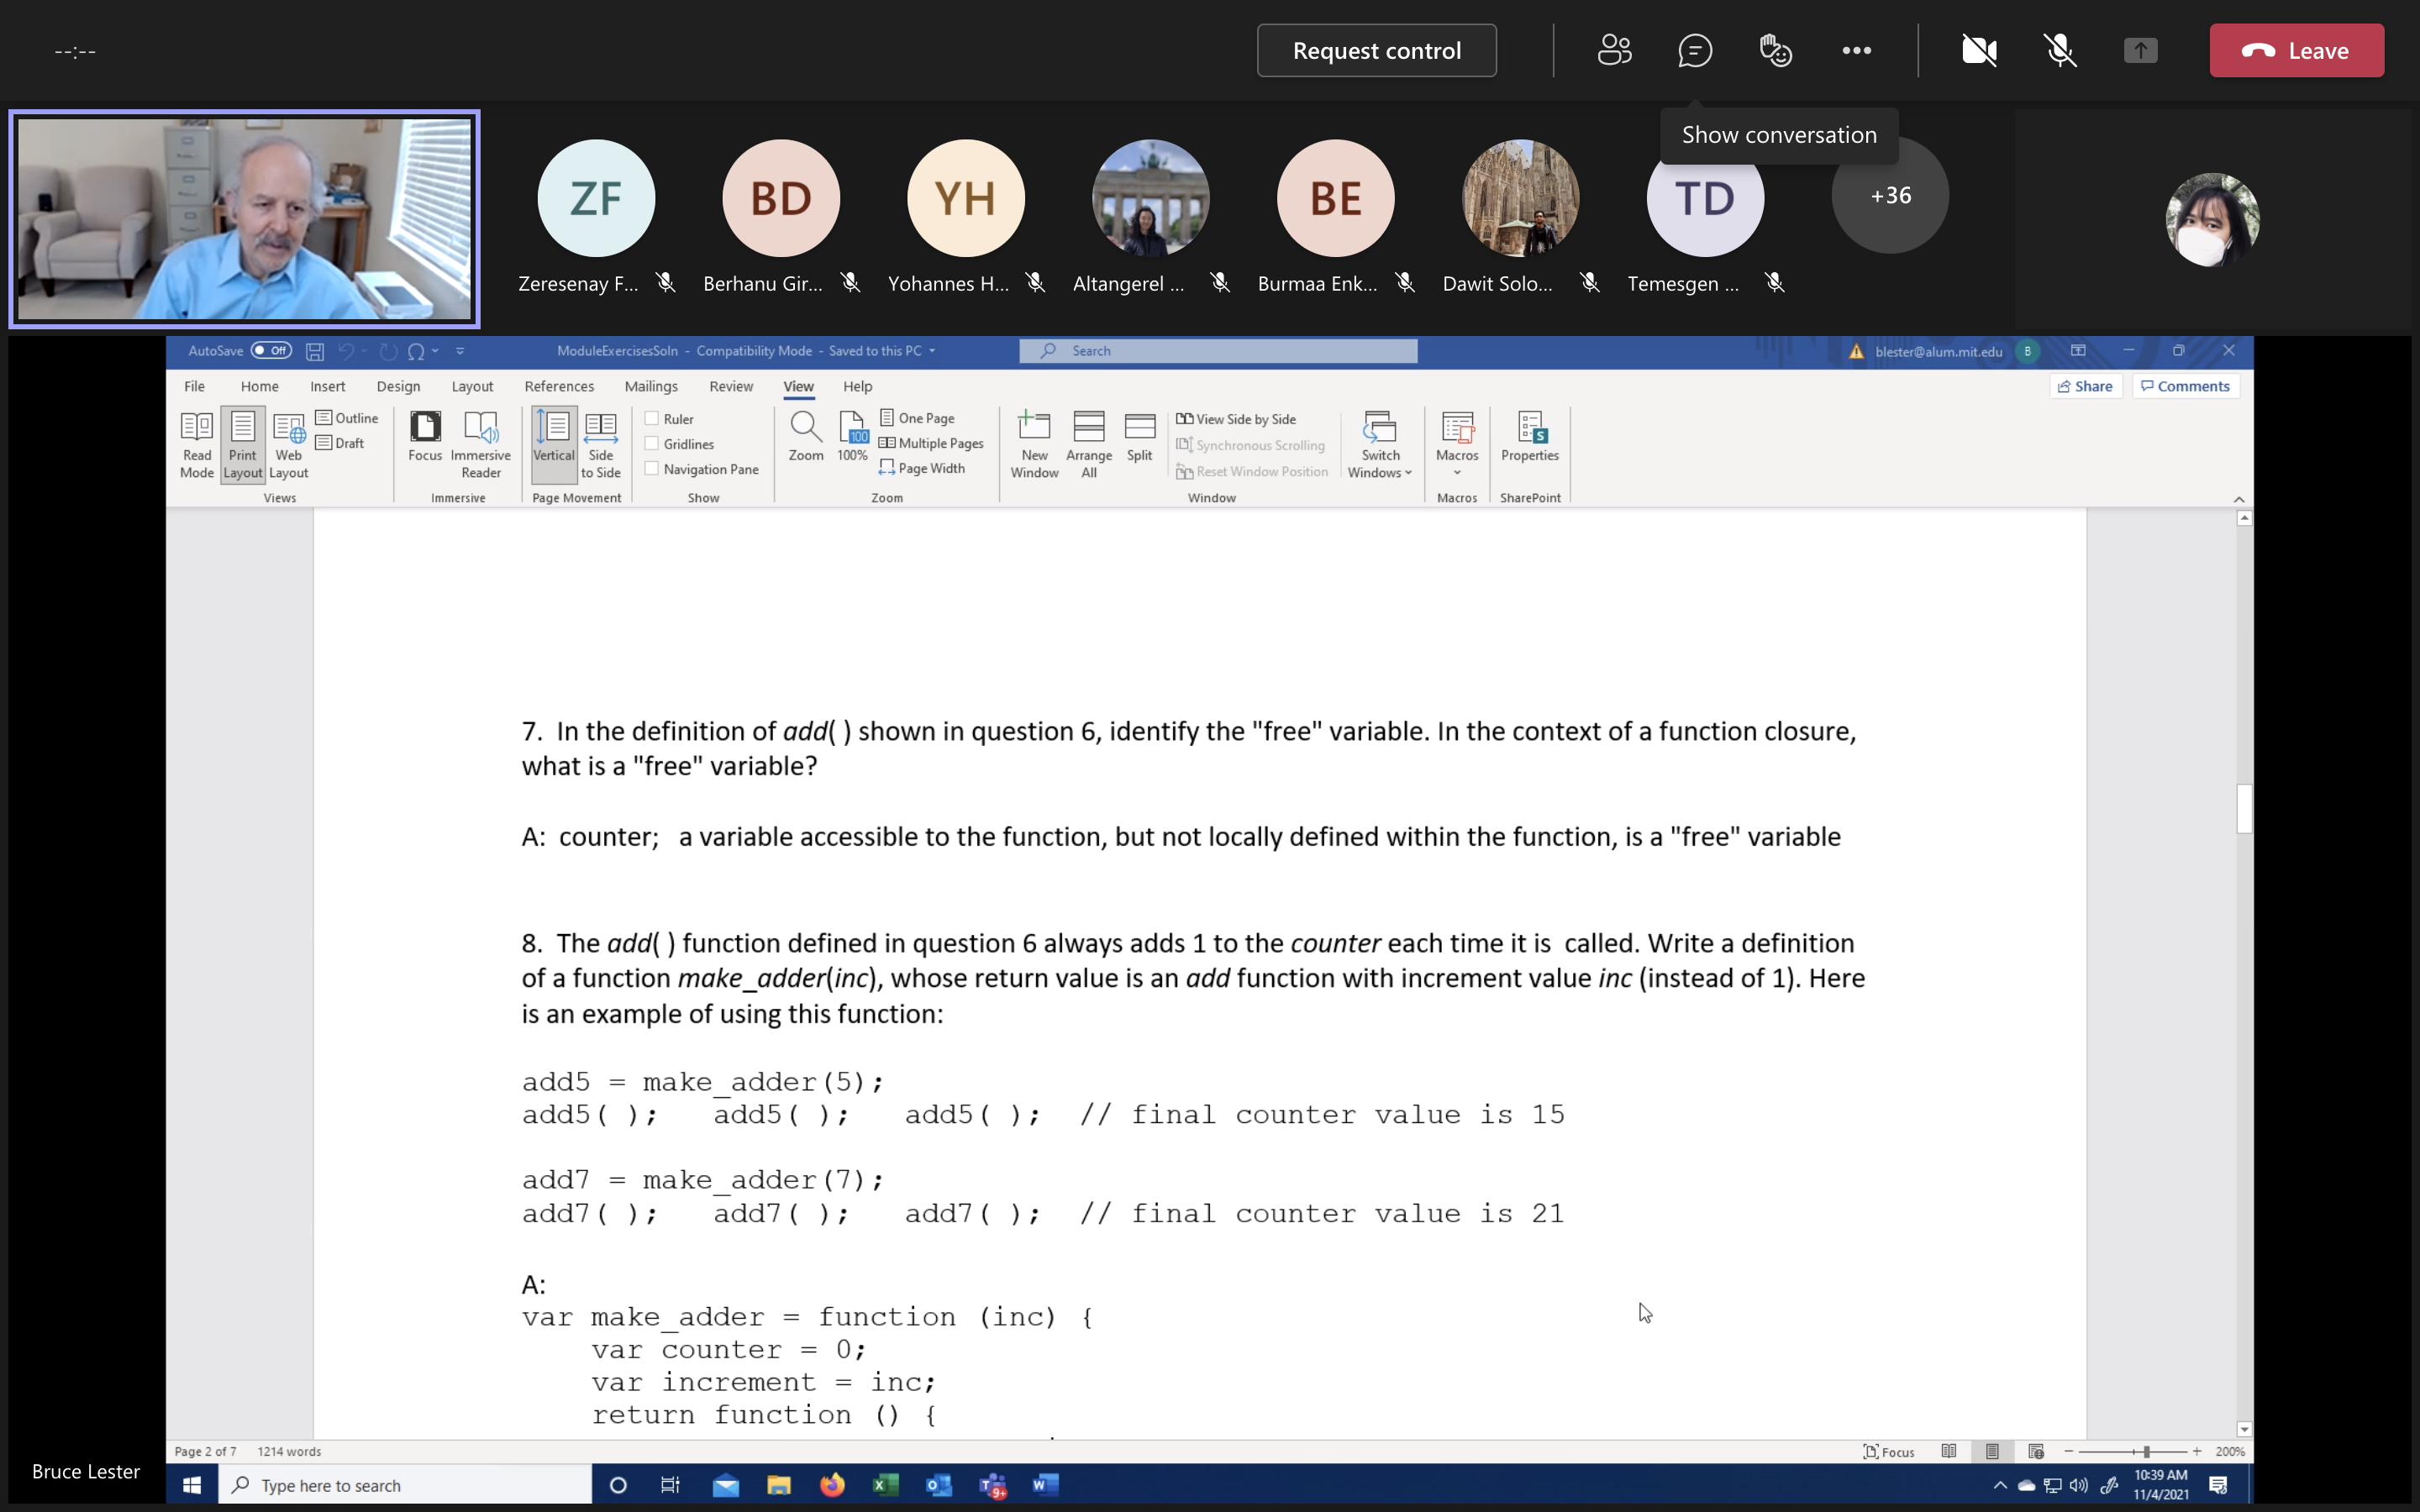 --:--
Request control
Leave
Show conversation
ZF
BD
YH
BE
TD
+36
Zeresenay F...
Berhanu Gir...
Yohannes H...
Altangerel ...
Burmaa Enk...
Dawit Solo...
Temesgen ...
AutoSave Off
ModuleExercisesSoln - Compatibility Mode - Saved to this PC
Search
blester@alum.mit.edu
B
File Home Insert Design Layout References Mailings Review View Help
Share
Comments
Read Mode
Print Layout
Web Layout
Outline
Draft
Views
Focus
Immersive Reader
Immersive
Vertical
Side to Side
Page Movement
Ruler
Gridlines
Navigation Pane
Show
Zoom
100
100%
One Page
Multiple Pages
Page Width
Zoom
New Window
Arrange All
Split
View Side by Side
Synchronous Scrolling
Reset Window Position
Window
Switch Windows
Macros
Macros
S
Properties
SharePoint
7. In the definition of add( ) shown in question 6, identify the "free" variable. In the context of a function closure,
what is a "free" variable?
A: counter; a variable accessible to the function, but not locally defined within the function, is a "free" variable
8. The add( ) function defined in question 6 always adds 1 to the counter each time it is called. Write a definition
of a function make_adder(inc), whose return value is an add function with increment value inc (instead of 1). Here
is an example of using this function:
add5 = make_adder(5);
add5( ); add5( ); add5( ); // final counter value is 15
add7 = make_adder(7);
add7( ); add7( ); add7( ); // final counter value is 21
A:
var make_adder = function (inc) {
var counter = 0;
var increment = inc;
return function () {
Page 2 of 7 1214 words
Focus
200%
Bruce Lester
Type here to search
9+
10:39 AM
11/4/2021